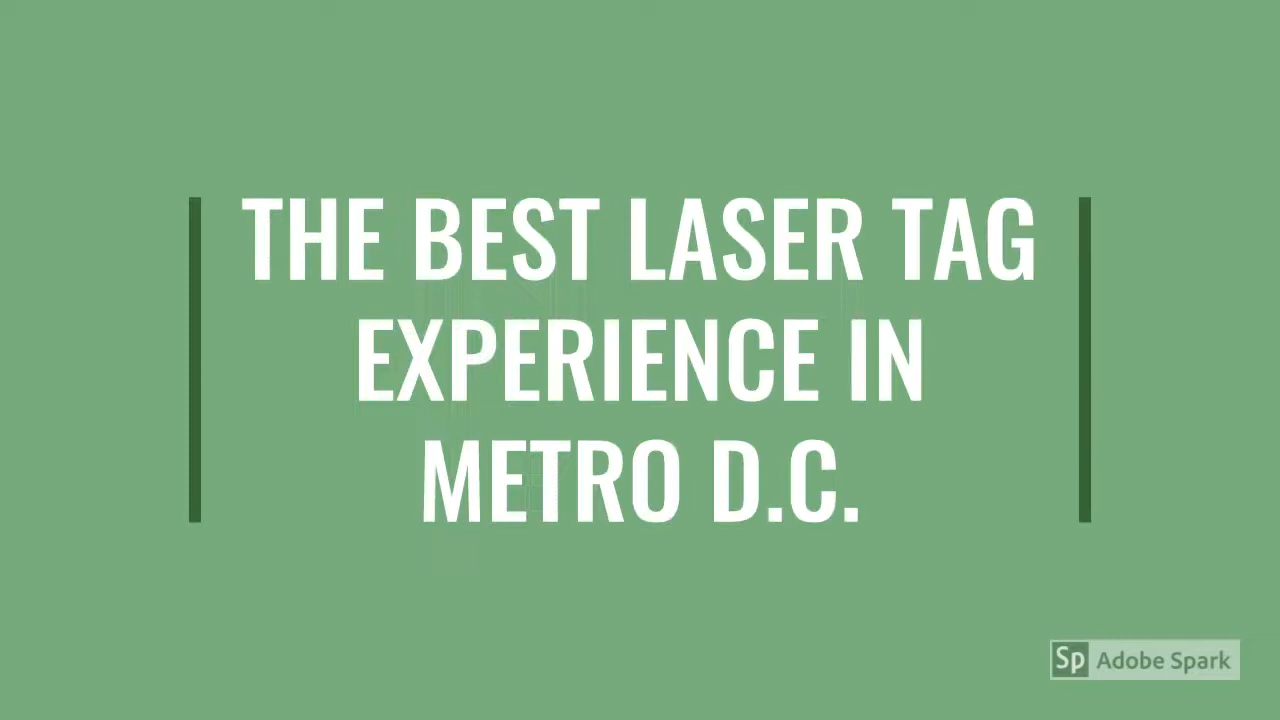 THE BEST LASER TAG
EXPERIENCE IN
METRO D.C.
Sp Adobe Spark